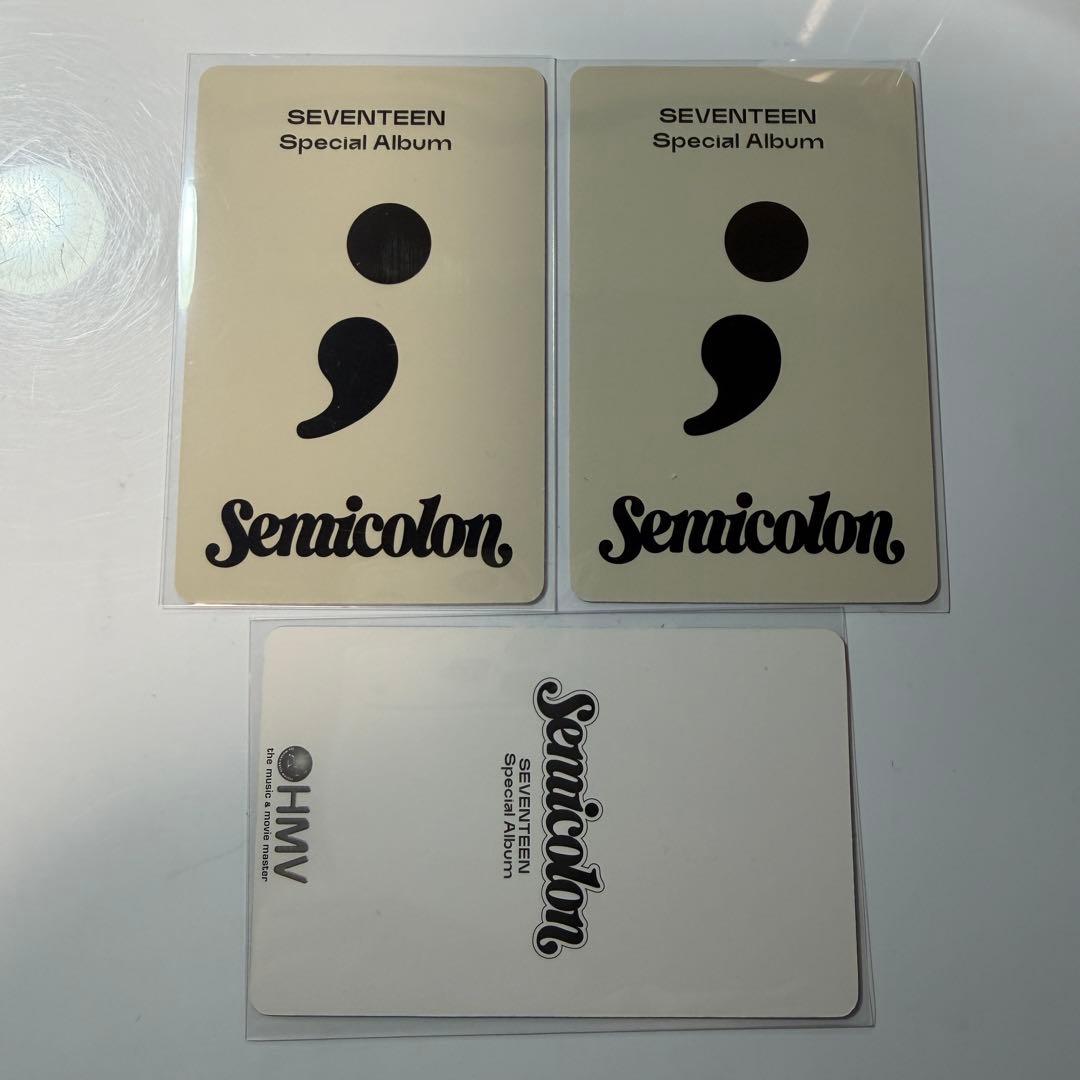 SEVENTEEN
Special Album
;
Semicolon
SEVENTEEN
Special Album
;
Semicolon
Semicolon
SEVENTEEN
Special Album
HMV
the music & movie master